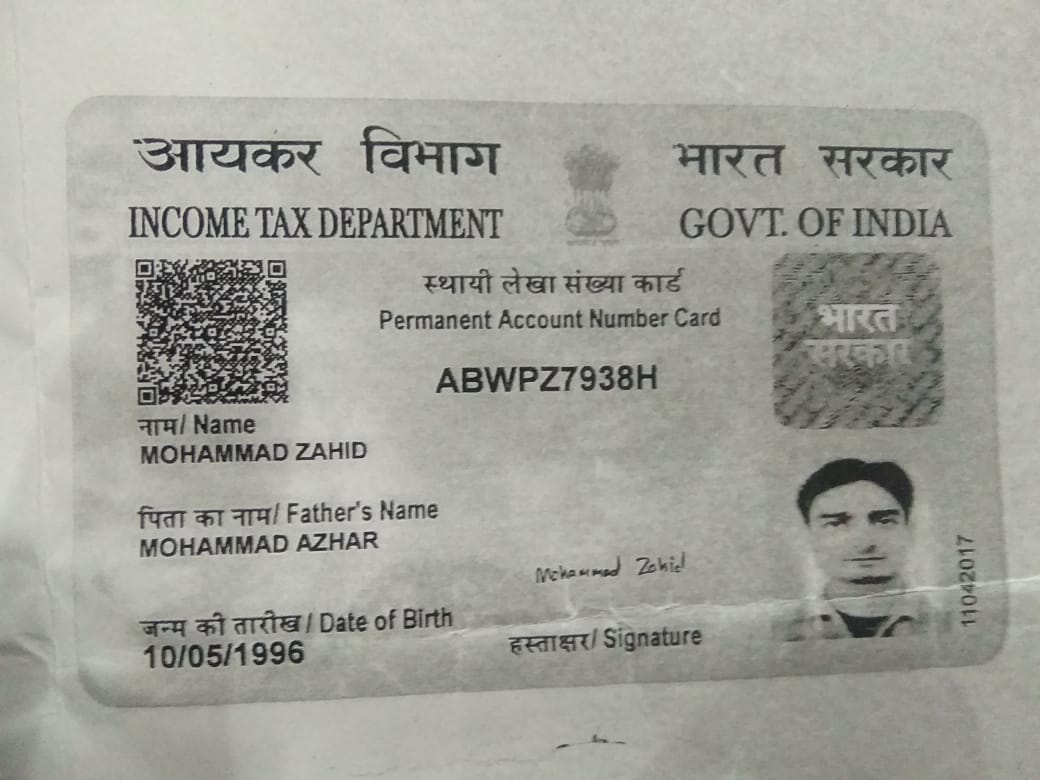 आयकर विभाग
INCOME TAX DEPARTMENT
भारत सरकार
GOVT. OF INDIA
स्थायी लेखा संख्या कार्ड
Permanent Account Number Card
ABWPZ7938H
भारत
सरकार
नाम/ Name
MOHAMMAD ZAHID
पिता का नाम/ Father's Name
MOHAMMAD AZHAR
Mohammad Zahid
जन्म की तारीख / Date of Birth
10/05/1996
हस्ताक्षर/ Signature
11042017